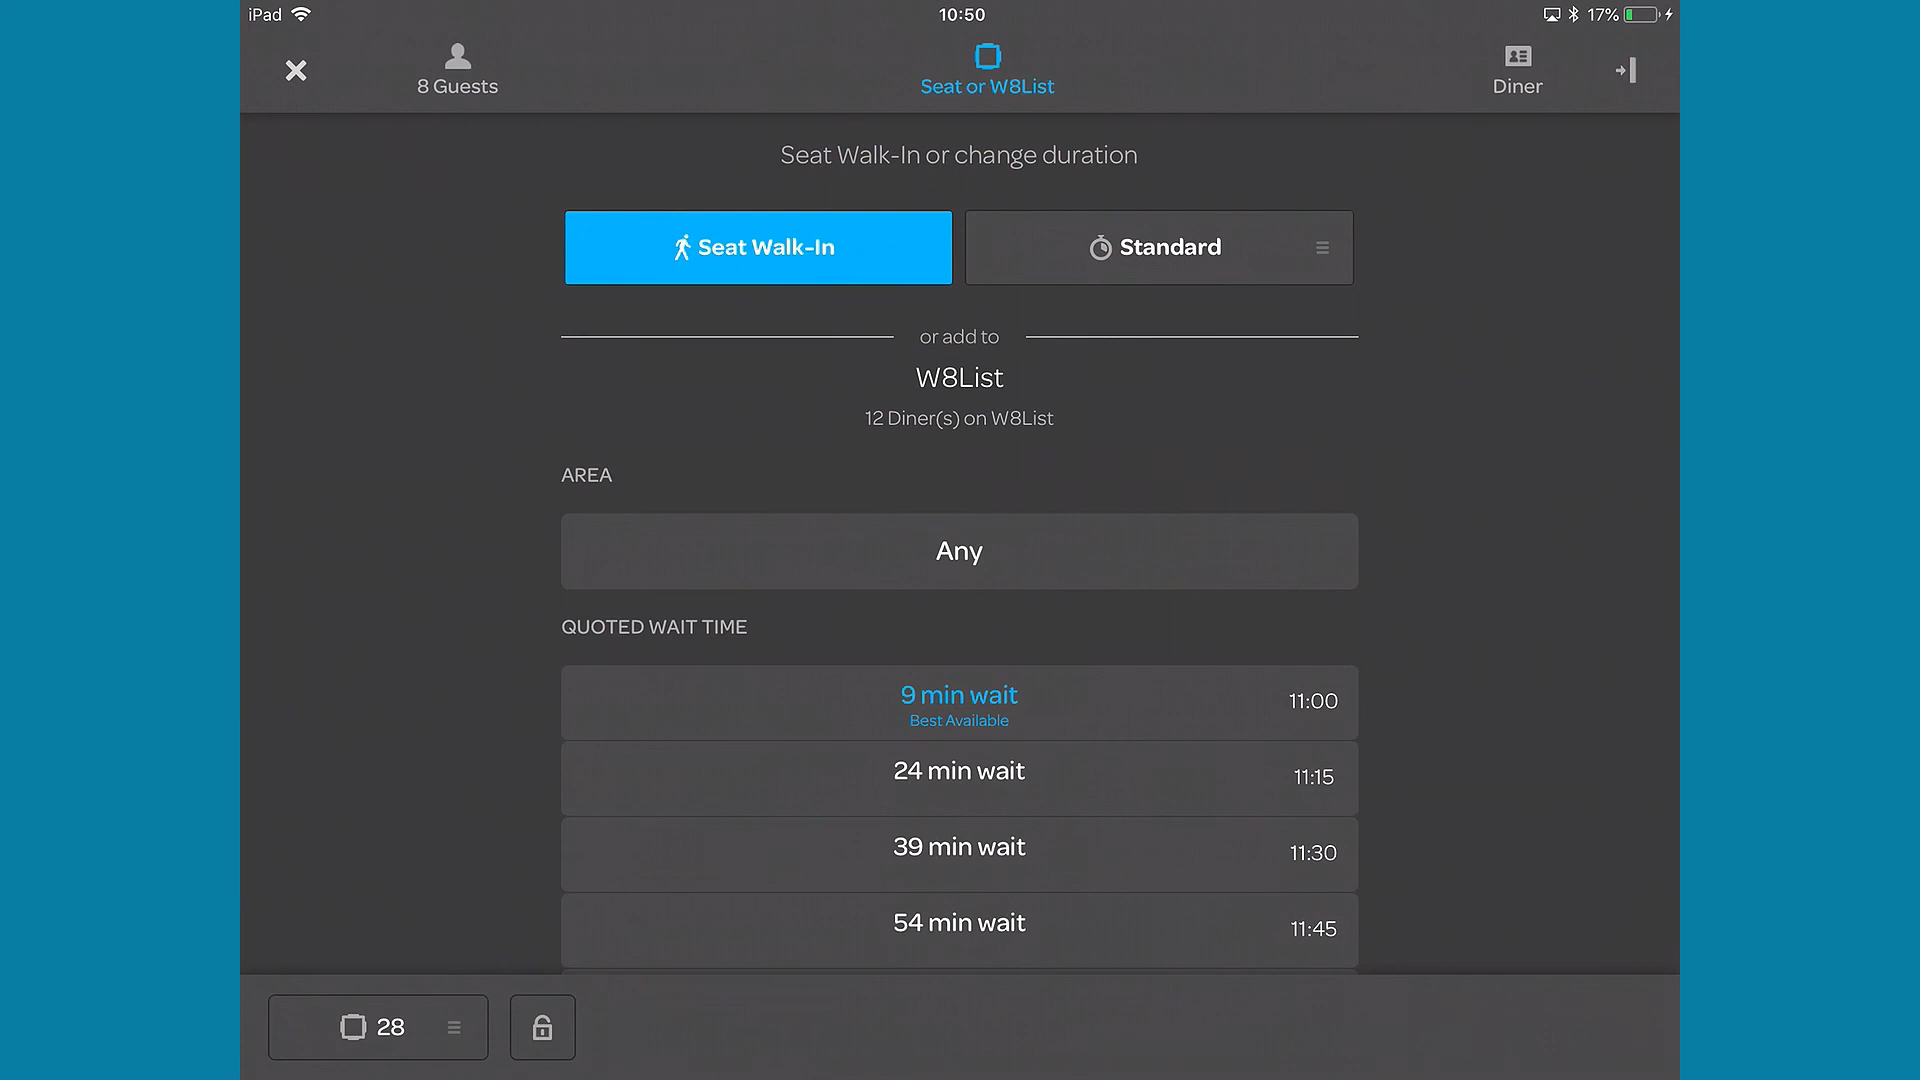 iPad
10:50
17%
8 Guests
Seat or W8List
Diner
Seat Walk-In or change duration
Seat Walk-In
Standard
or add to
W8List
12 Diner(s) on W8List
AREA
Any
QUOTED WAIT TIME
9 min wait
Best Available
11:00
24 min wait
11:15
39 min wait
11:30
54 min wait
11:45
28